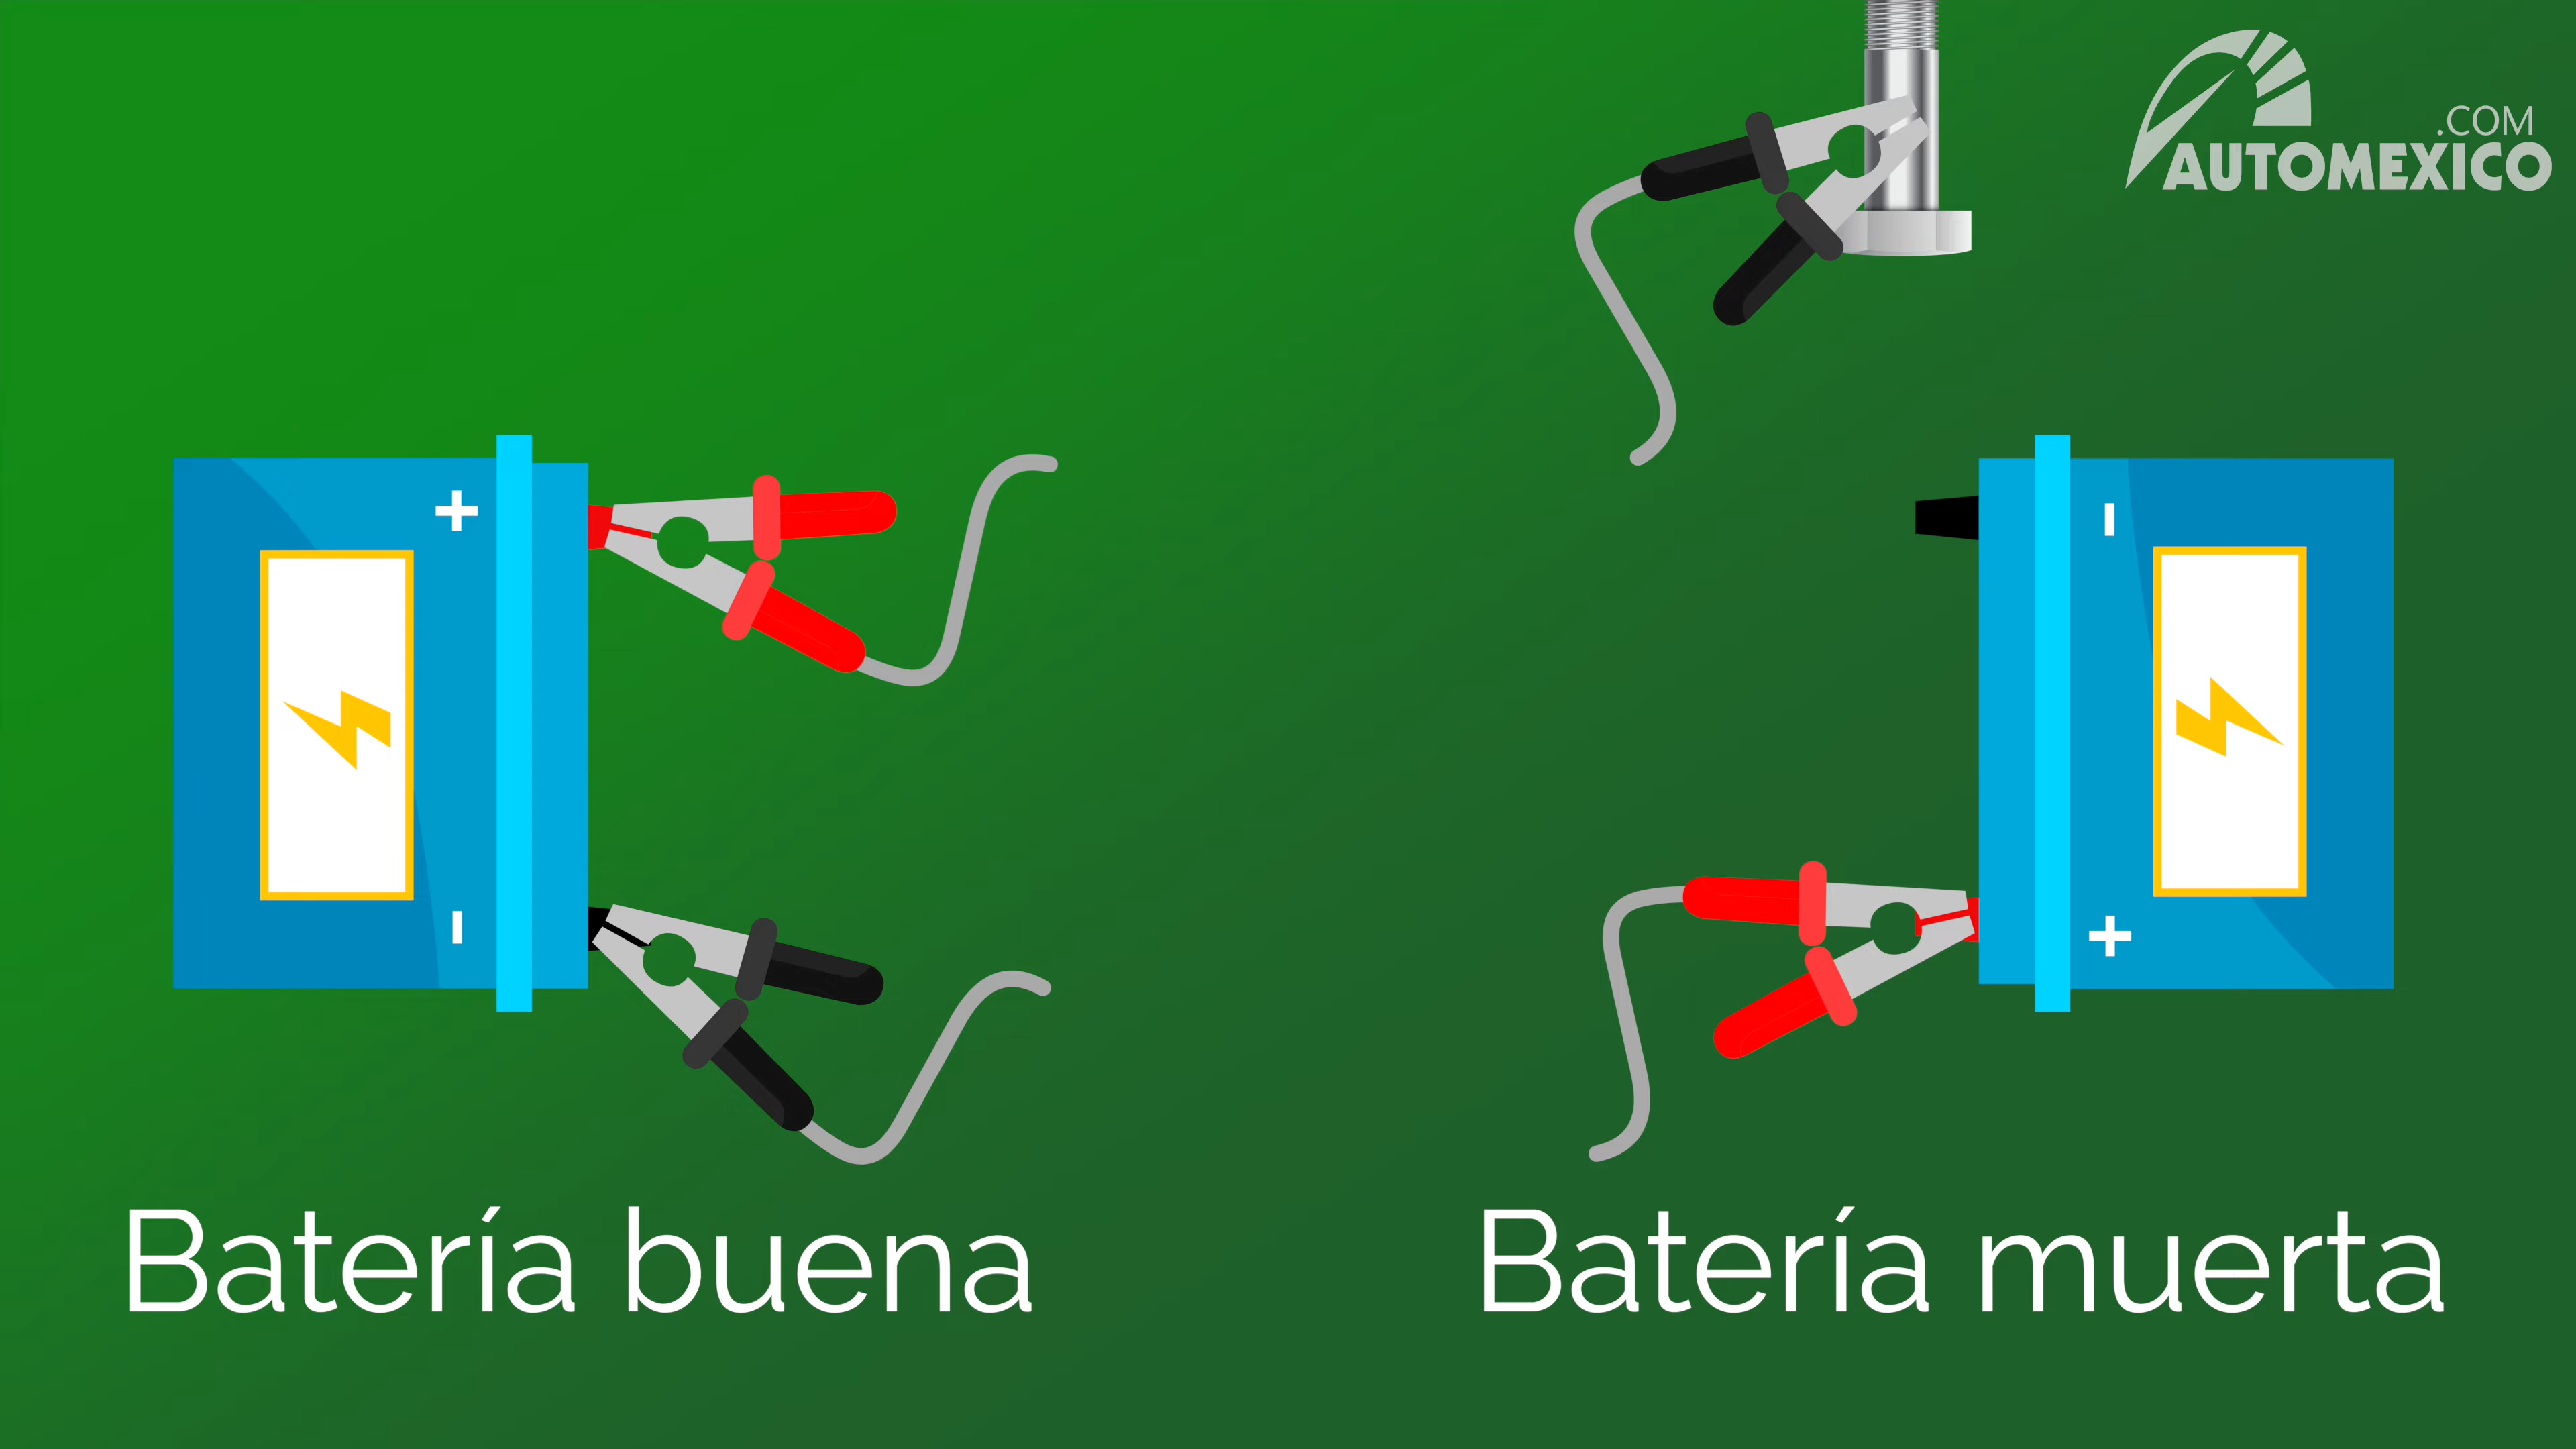 .COM
AUTOMEXICO
+
-
-
+
Batería buena
Batería muerta